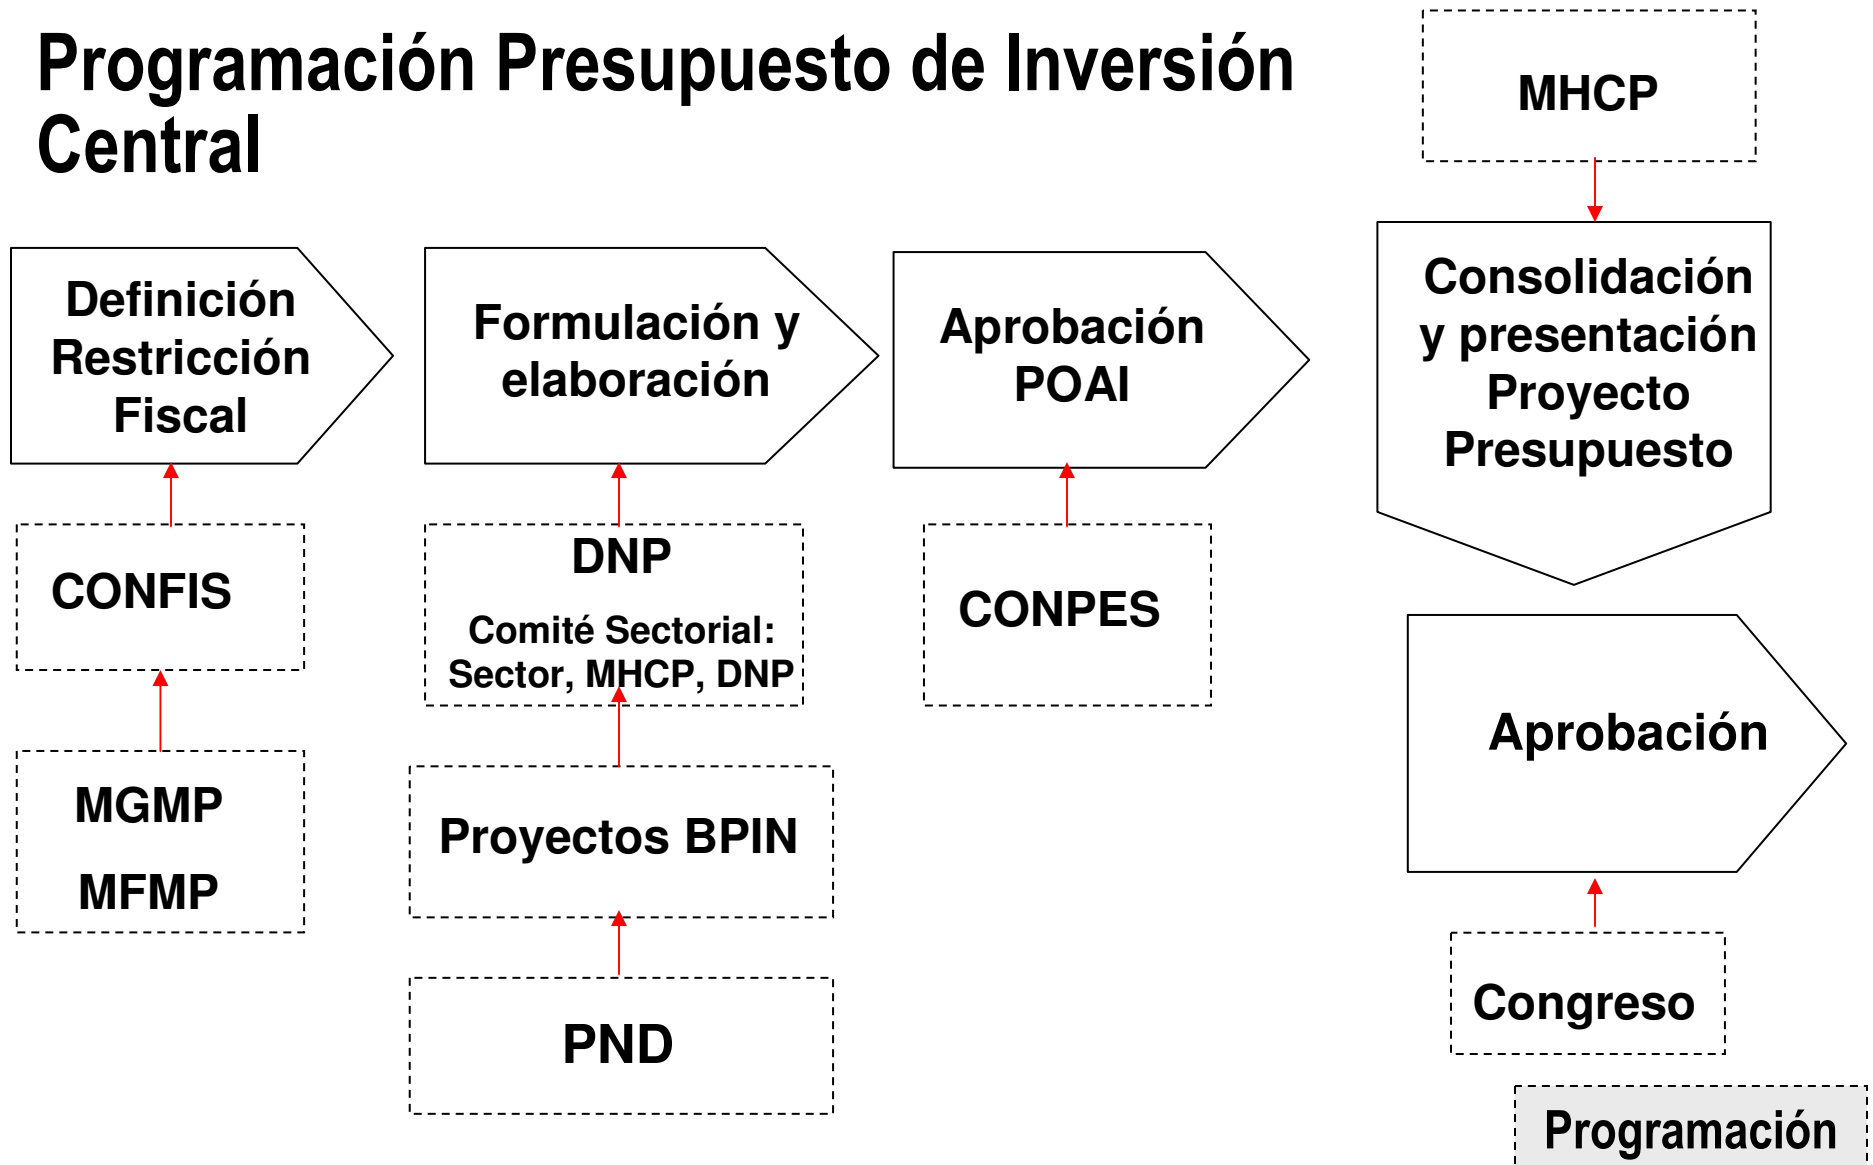 Programación Presupuesto de Inversión
Central
MHCP
Definición
Restricción
Fiscal
Formulación y
elaboración
Aprobación
POAI
Consolidación
y presentación
Proyecto
Presupuesto
CONFIS
DNP
Comité Sectorial:
Sector, MHCP, DNP
CONPES
MGMP
MFMP
Proyectos BPIN
PND
Aprobación
Congreso
Programación